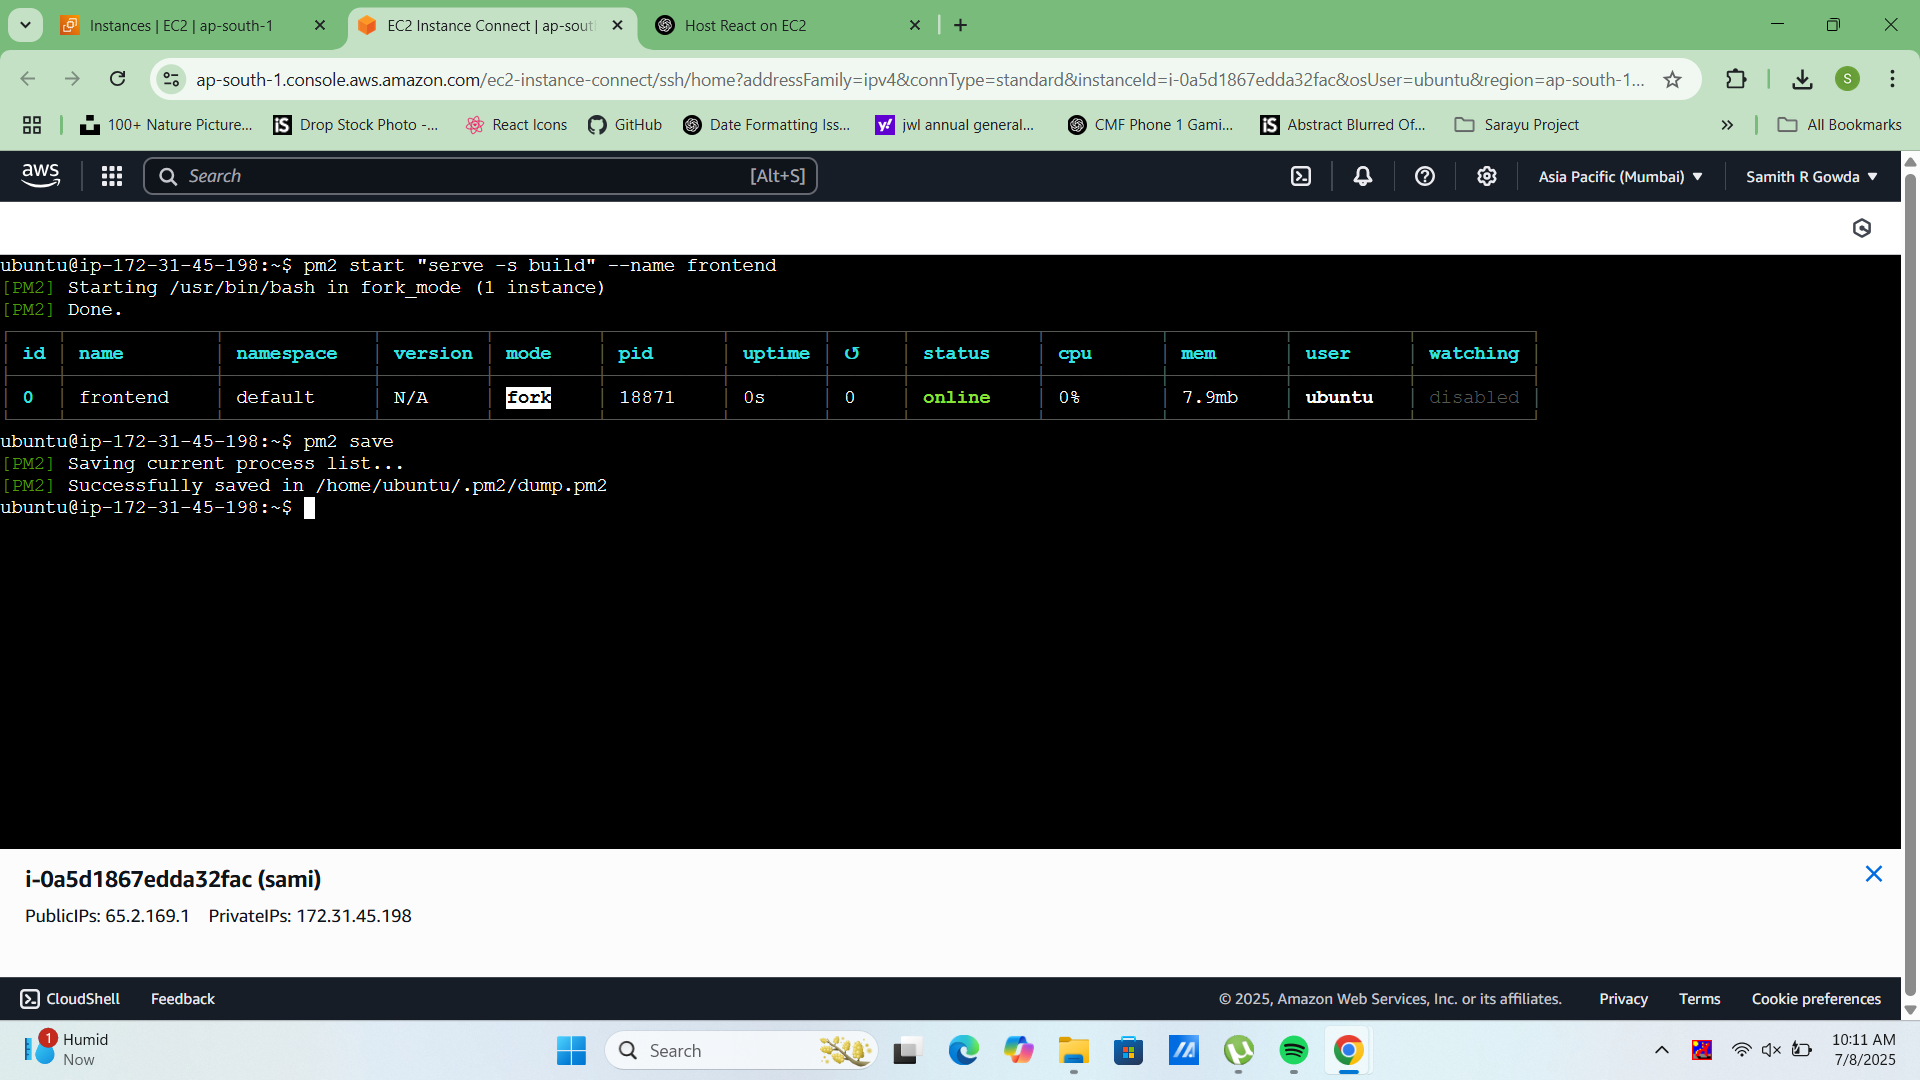 Instances | EC2 | ap-south-1
EC2 Instance Connect | ap-sout
Host React on EC2
ap-south-1.console.aws.amazon.com/ec2-instance-connect/ssh/home?addressFamily=ipv4&connType=standard&instanceId=i-0a5d1867edda32fac&osUser=ubuntu&region=ap-south-1...
S
100+ Nature Picture...
iS Drop Stock Photo -...
React Icons
GitHub
Date Formatting Iss...
y! jwl annual general...
CMF Phone 1 Gami...
iS Abstract Blurred Of...
Sarayu Project
All Bookmarks
aws
Search
[Alt+S]
Asia Pacific (Mumbai)
Samith R Gowda
ubuntu@ip-172-31-45-198:~$ pm2 start "serve -s build" --name frontend
[PM2] Starting /usr/bin/bash in fork_mode (1 instance)
[PM2] Done.
id name namespace version mode pid uptime ↺ status cpu mem user watching
0 frontend default N/A fork 18871 0s 0 online 0% 7.9mb ubuntu disabled
ubuntu@ip-172-31-45-198:~$ pm2 save
[PM2] Saving current process list...
[PM2] Successfully saved in /home/ubuntu/.pm2/dump.pm2
ubuntu@ip-172-31-45-198:~$
i-0a5d1867edda32fac (sami)
PublicIPs: 65.2.169.1 PrivateIPs: 172.31.45.198
CloudShell
Feedback
© 2025, Amazon Web Services, Inc. or its affiliates.
Privacy
Terms
Cookie preferences
1
Humid
Now
Search
10:11 AM
7/8/2025